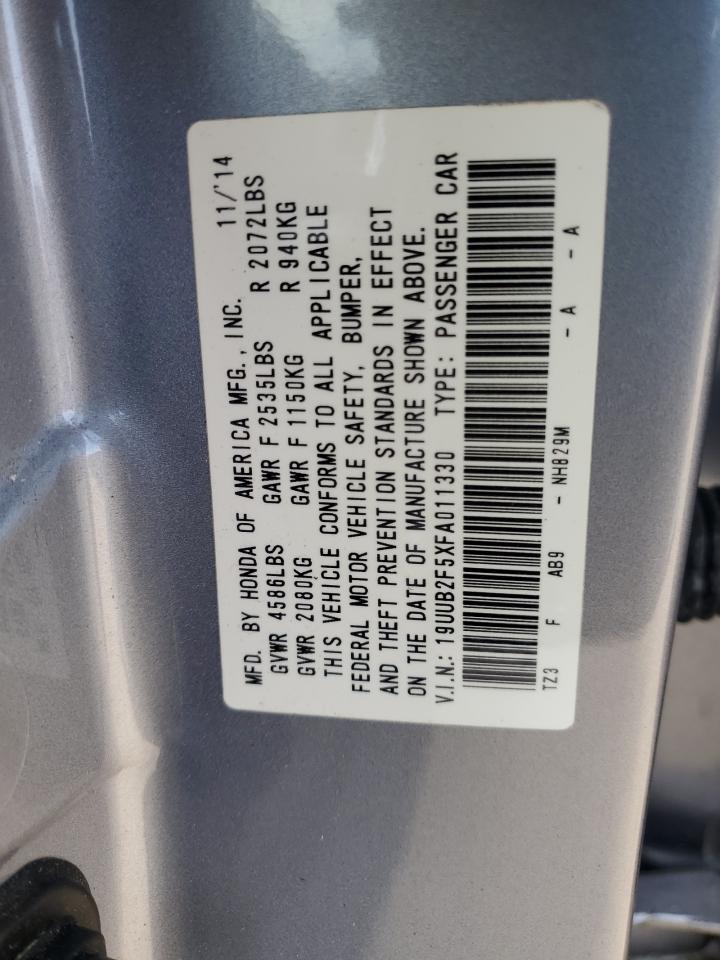 MFD. BY HONDA OF AMERICA MFG., INC. 11/'14
GVWR 4586LBS GAWR F 2535LBS R 2072LBS
GVWR 2080KG GAWR F 1150KG R 940KG
THIS VEHICLE CONFORMS TO ALL APPLICABLE
FEDERAL MOTOR VEHICLE SAFETY, BUMPER,
AND THEFT PREVENTION STANDARDS IN EFFECT
ON THE DATE OF MANUFACTURE SHOWN ABOVE.
V.I.N.: 19UUB2F5XFA011330 TYPE: PASSENGER CAR
TZ3 F AB9 - NH829M - A - A